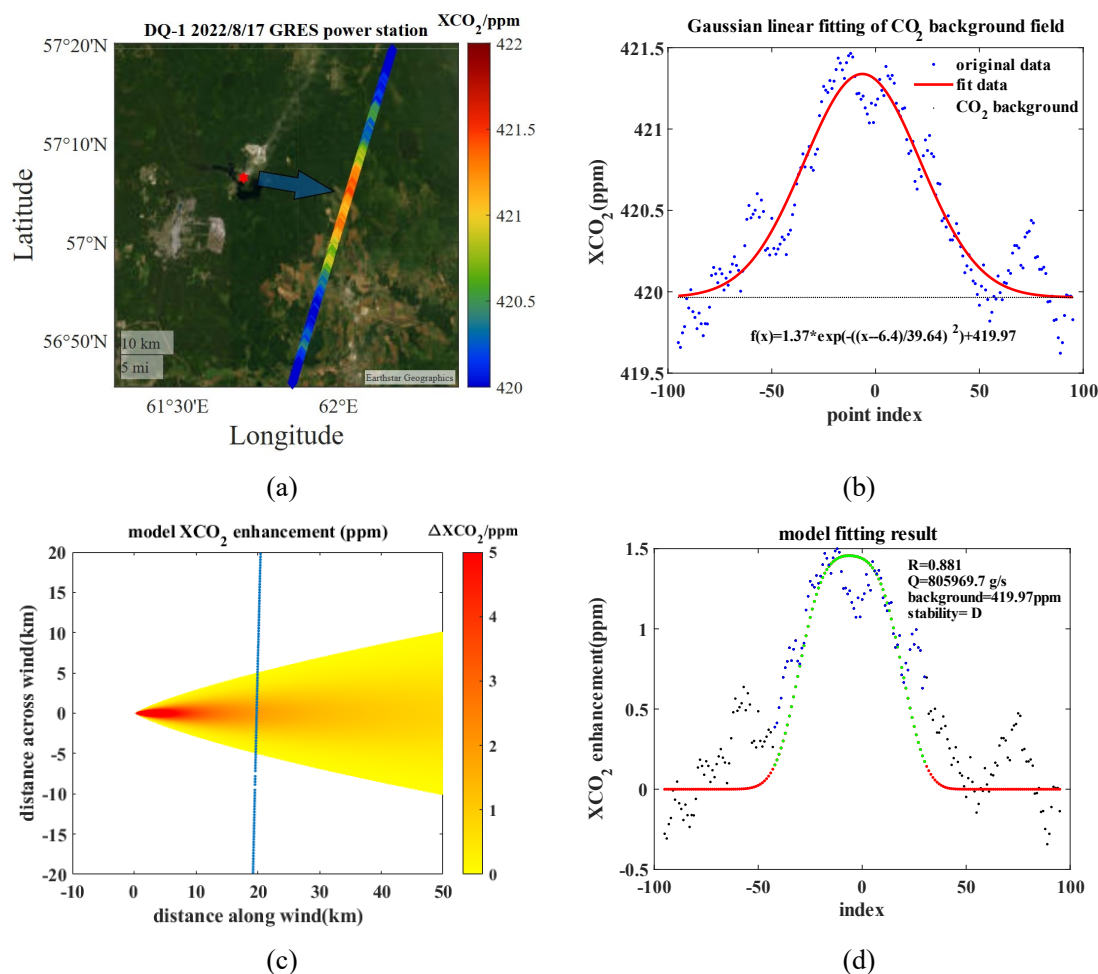 DQ-1 2022/8/17 GRES power station
XCO2/ppm
57°20'N
57°10'N
57°N
56°50'N
Latitude
10 km
5 mi
Earthstar Geographics
61°30'E
62°E
Longitude
422
421.5
421
420.5
420
(a)
Gaussian linear fitting of CO2 background field
original data
fit data
CO2 background
421.5
421
420.5
420
419.5
XCO2(ppm)
f(x)=1.37*exp(-((x--6.4)/39.64) 2)+419.97
-100
-50
0
50
100
point index
(b)
model XCO2 enhancement (ppm)
ΔXCO2/ppm
20
15
10
5
0
-5
-10
-15
-20
distance across wind(km)
-10
0
10
20
30
40
50
distance along wind(km)
5
4
3
2
1
0
(c)
model fitting result
R=0.881
Q=805969.7 g/s
background=419.97ppm
stability= D
1.5
1
0.5
0
-0.5
XCO2 enhancement(ppm)
-100
-50
0
50
100
index
(d)